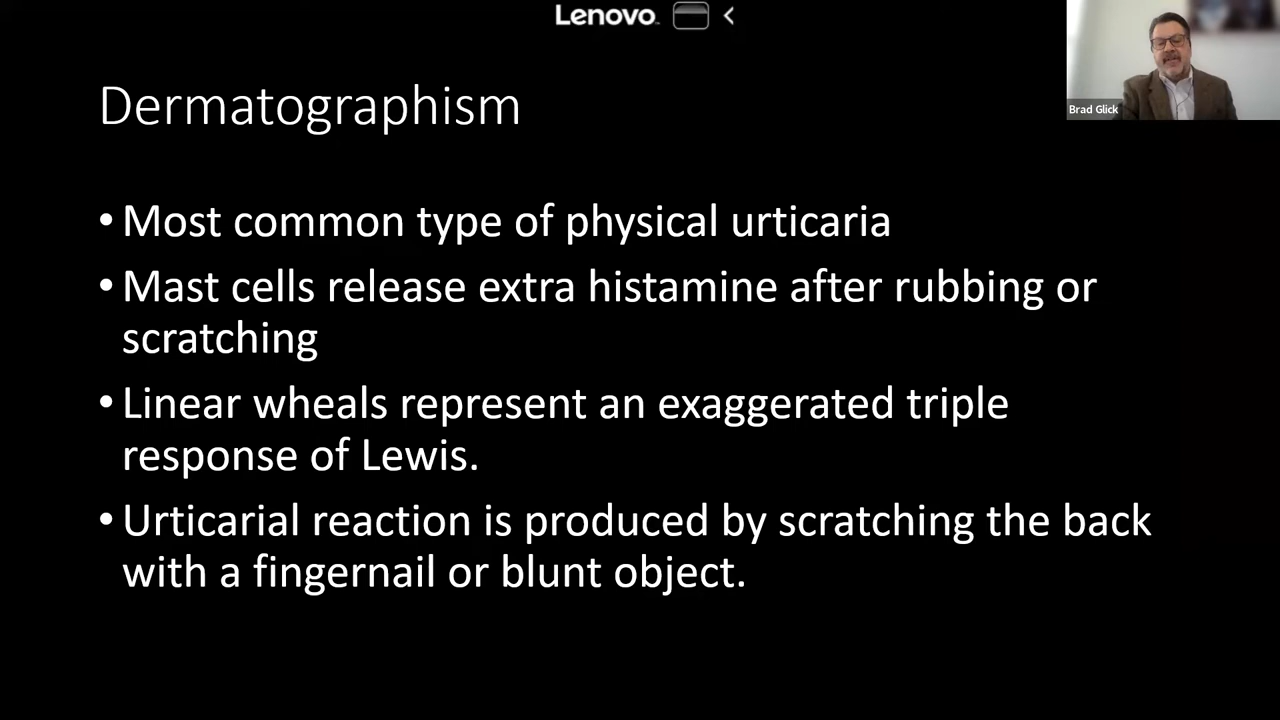 Lenovo
Brad Glick
Dermatographism
• Most common type of physical urticaria
• Mast cells release extra histamine after rubbing or
scratching
• Linear wheals represent an exaggerated triple
response of Lewis.
• Urticarial reaction is produced by scratching the back
with a fingernail or blunt object.